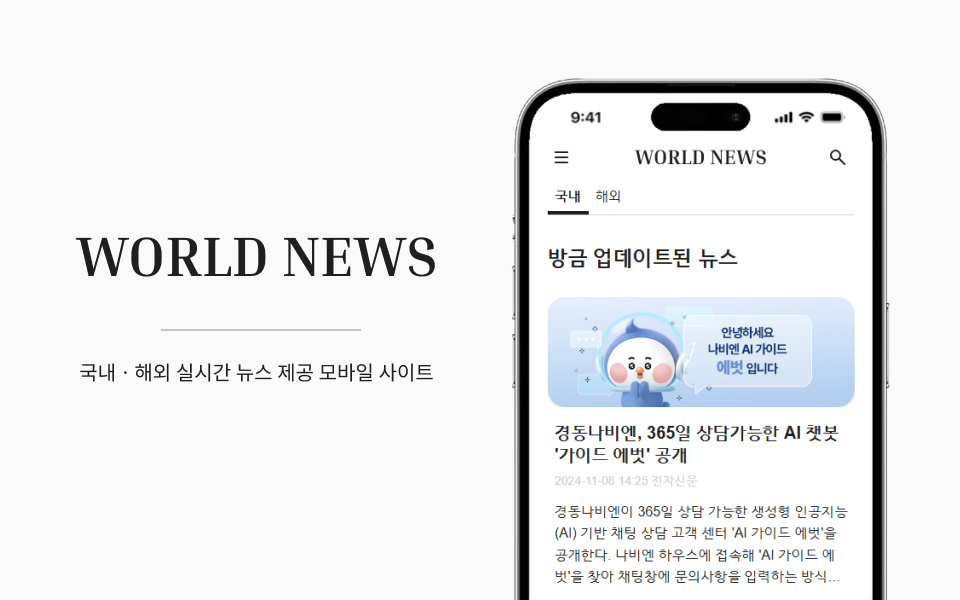 WORLD NEWS
국내 · 해외 실시간 뉴스 제공 모바일 사이트
9:41
WORLD NEWS
국내 해외
방금 업데이트된 뉴스
안녕하세요
나비엔 AI 가이드
에벗 입니다
경동나비엔, 365일 상담가능한 AI 챗봇
'가이드 에벗' 공개
2024-11-08 14:25 전자신문
경동나비엔이 365일 상담 가능한 생성형 인공지능
(AI) 기반 채팅 상담 고객 센터 'AI 가이드 에벗'을
공개한다. 나비엔 하우스에 접속해 'AI 가이드 에
벗'을 찾아 채팅창에 문의사항을 입력하는 방식...